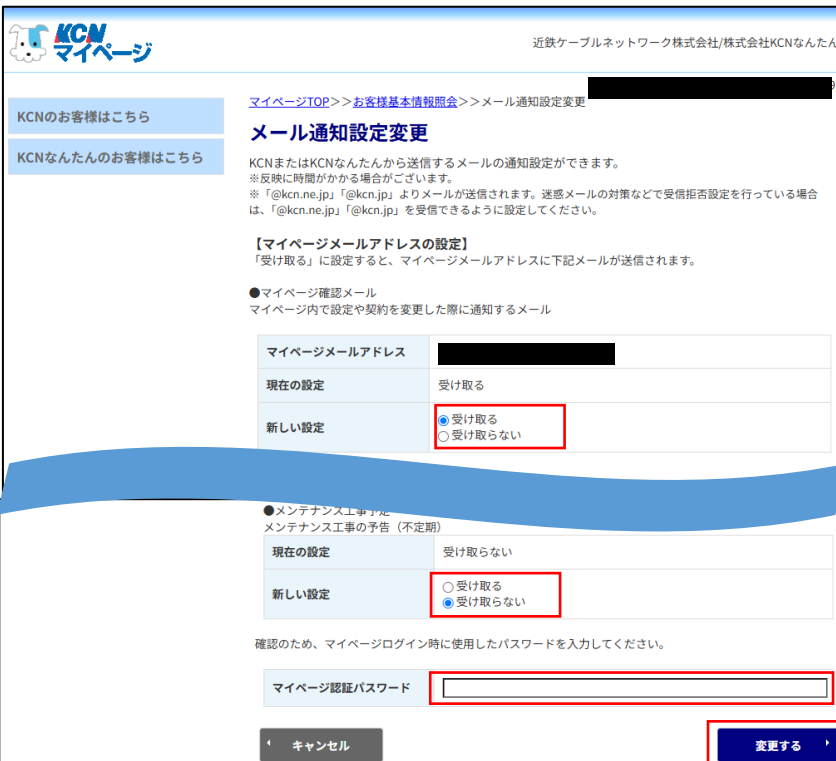 KCN
マイページ
近鉄ケーブルネットワーク株式会社/株式会社KCNなんたん
KCNのお客様はこちら
KCNなんたんのお客様はこちら
マイページTOP>>お客様基本情報照会>>メール通知設定変更
メール通知設定変更
KCNまたはKCNなんたんから送信するメールの通知設定ができます。
※反映に時間がかかる場合がございます。
※「@kcn.ne.jp」「@kcn.jp」よりメールが送信されます。迷惑メールの対策などで受信拒否設定を行っている場合
は、「@kcn.ne.jp」「@kcn.jp」を受信できるように設定してください。
【マイページメールアドレスの設定】
「受け取る」に設定すると、マイページメールアドレスに下記メールが送信されます。
●マイページ確認メール
マイページ内で設定や契約を変更した際に通知するメール
マイページメールアドレス
現在の設定 受け取る
新しい設定 受け取る
受け取らない
●メンテナンス工事予定
メンテナンス工事の予告（不定期）
現在の設定 受け取らない
新しい設定 受け取る
受け取らない
確認のため、マイページログイン時に使用したパスワードを入力してください。
マイページ認証パスワード
キャンセル
変更する